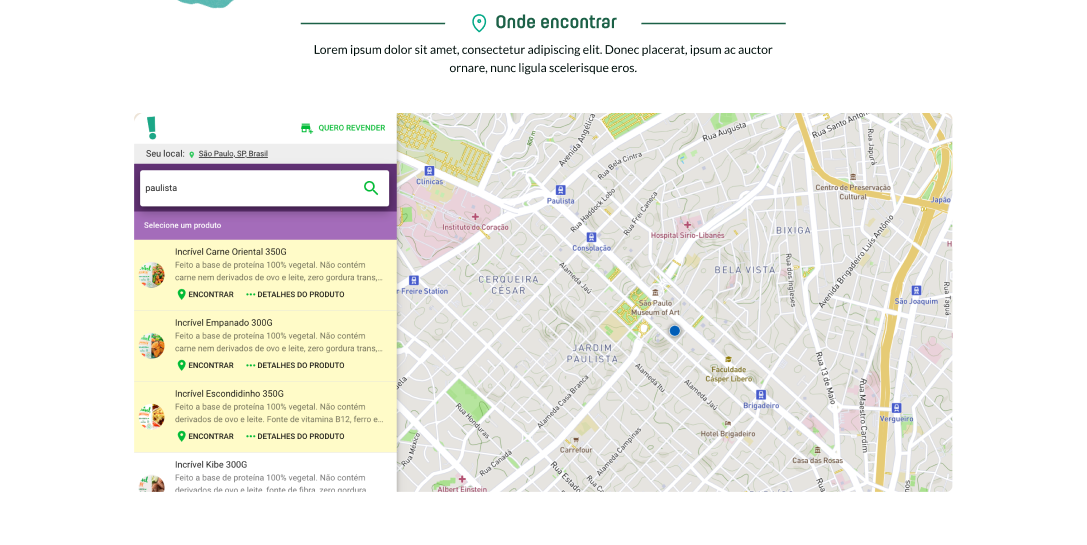 Onde encontrar
Lorem ipsum dolor sit amet, consectetur adipiscing elit. Donec placerat, ipsum ac auctor
ornare, nunc ligula scelerisque eros.
QUERO REVENDER
Seu local: São Paulo, SP, Brasil
paulista
Selecione um produto
Incrível Carne Oriental 350G
Feito a base de proteína 100% vegetal. Não contém
carne nem derivados de ovo e leite, zero gordura trans,...
ENCONTRAR
DETALHES DO PRODUTO
Incrível Empanado 300G
Feito a base de proteína 100% vegetal. Não contém
carne nem derivados de ovo e leite, zero gordura trans,...
ENCONTRAR
DETALHES DO PRODUTO
Incrível Escondidinho 350G
Feito a base de proteína 100% vegetal. Não contém
derivados de ovo e leite. Fonte de vitamina B12, ferro e...
ENCONTRAR
DETALHES DO PRODUTO
Incrível Kibe 300G
Feito a base de proteína 100% vegetal. Não contém
derivados de ovo e leite, fonte de fibra, zero gordura
800 m
Avenida Angélica
Rua Augusta
Rua Santo Antônio
Rua Japurá
Rua Bela Cintra
Clínicas
Paulista
Rua Haddock Lobo
Rua Frei Caneca
Centro de Preservação
Cultural
Japão
Instituto do Coração
Consolação
Hospital Sírio-Libanês
BIXIGA
Avenida Brigadeiro Luís Antônio
Alameda Jaú
BELA VISTA
Rua dos Ingleses
CERQUEIRA
CÉSAR
r Freire Station
São Paulo
Museum of Art
São Joaquim
Rua Taguá
JARDIM
PAULISTA
Faculdade
Cásper Líbero
Rua 13 de Maio
Alameda Itu
Alameda Jaú
Alameda Casa Branca
Brigadeiro
Rua Maestro Cardim
Vergueiro
Rua Honduras
Hotel Brigadeiro
Carrefour
Alameda Campinas
Rua México
Rua Canadá
Casa das Rosas
Rua Esta
Albert Einstein